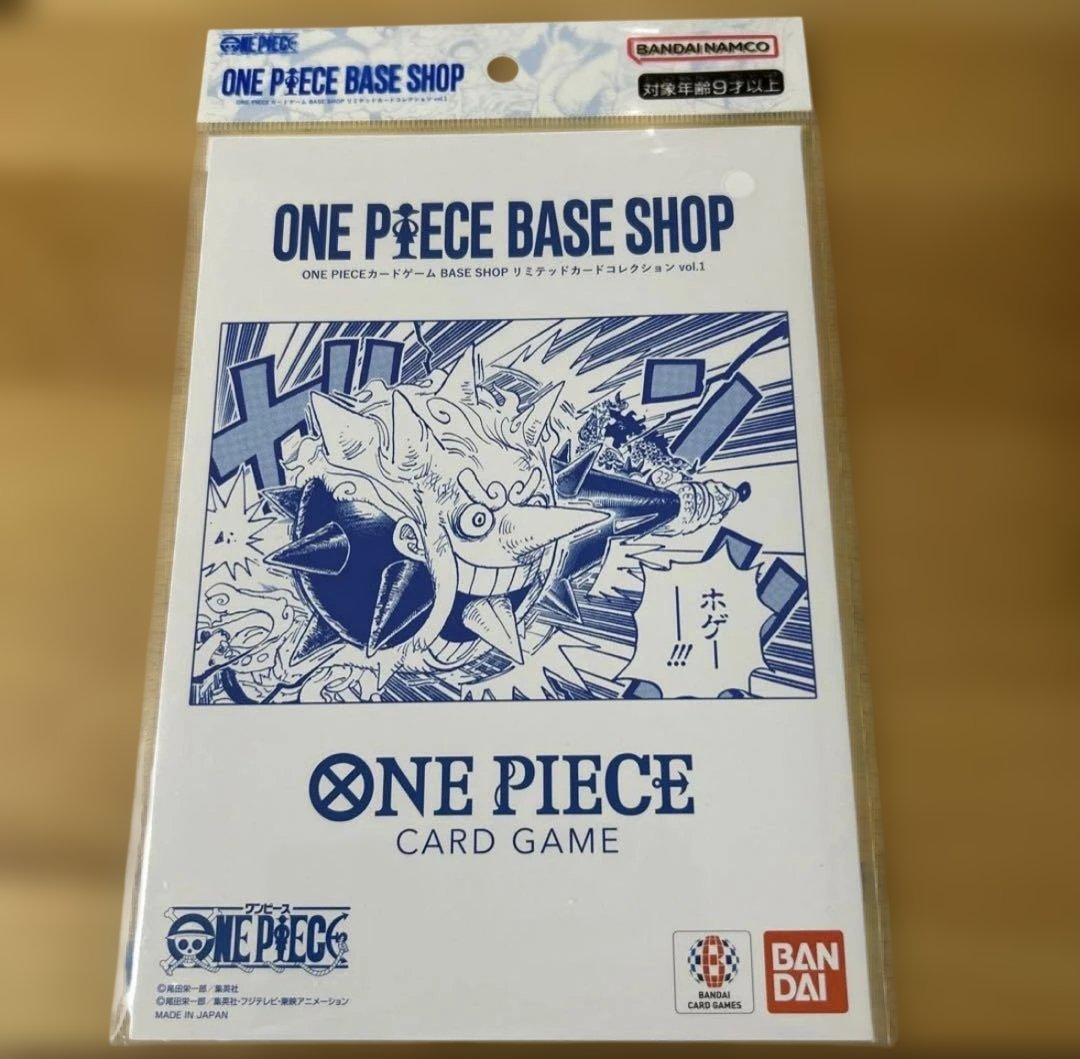 ONE PIECE
BANDAI NAMCO
ONE PIECE BASE SHOP
対象年齢9才以上
ONE PIECEカードゲーム BASE SHOP リミテッドカードコレクション vol.1
ONE PIECE BASE SHOP
ONE PIECEカードゲーム BASE SHOP リミテッドカードコレクション vol.1
ホゲー
ーー!!!
ONE PIECE
CARD GAME
ワンピース
ONE PIECE
©尾田栄一郎/集英社
©尾田栄一郎/集英社・フジテレビ・東映アニメーション
MADE IN JAPAN
BANDAI
CARD GAMES
BAN
DAI